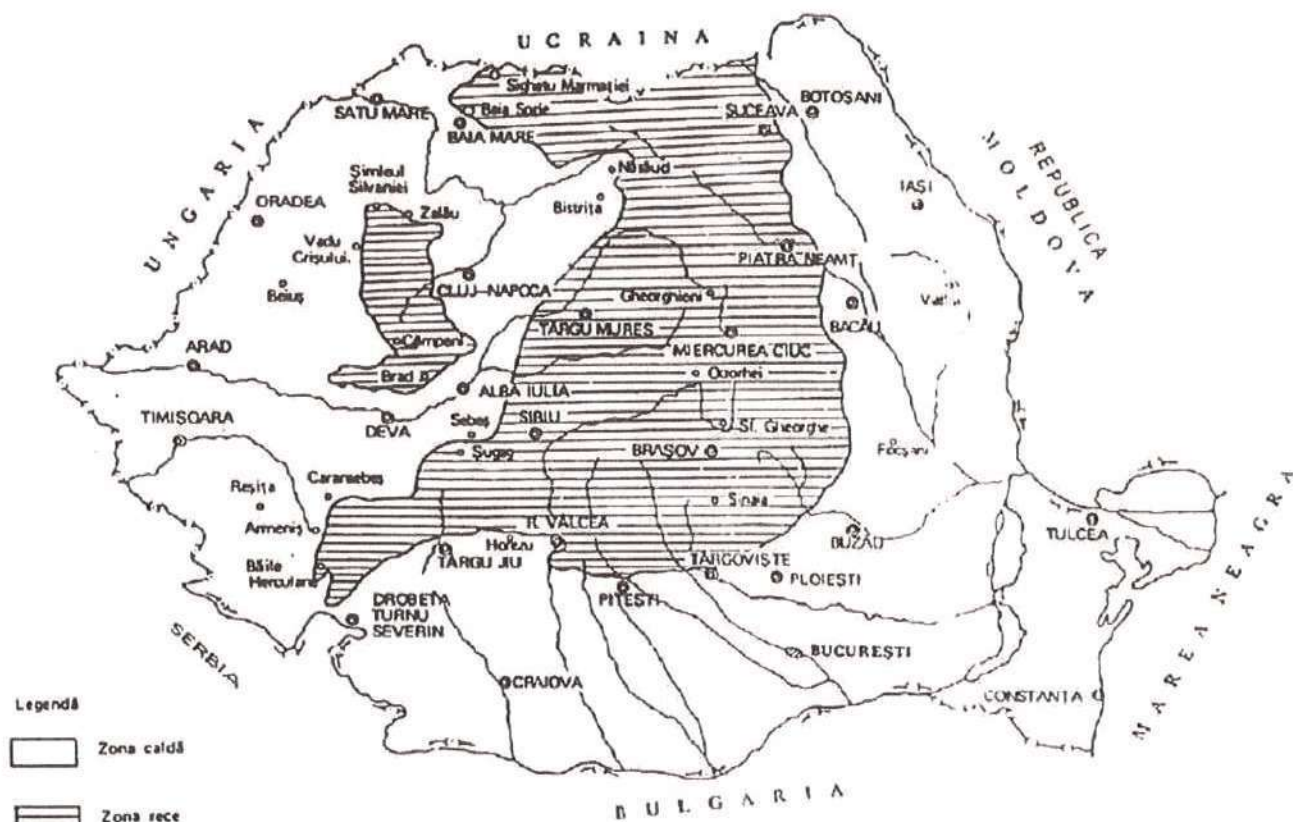 UCRAINA
Sighetu Marmației
BOTOȘANI
SATU MARE
Baia Sprie
SUCEAVA
BAIA MARE
REPUBLICA
MOLDOVA
UNGARIA
Șimleul
Silvaniei
Năsăud
IAȘI
ORADEA
Zalău
Bistrița
Vadu
Crișului.
PIATRA NEAMȚ
CLUJ-NAPOCA
Gheorghieni
Beiuș
BACĂU
TÂRGU MUREȘ
MIERCUREA CIUC
Câmpeni
ARAD
Brad
ALBA IULIA
TIMIȘOARA
DEVA
Sebeș
SIBIU
Sf. Gheorghe
Focșani
Șugag
BRAȘOV
Caransebeș
Reșița
Sinaia
Armeniș
R. VÂLCEA
TULCEA
BUZĂU
Horezu
TÂRGU JIU
TÂRGOVIȘTE
Băile
Herculane
PLOIEȘTI
PITEȘTI
DROBETA
TURNU
SEVERIN
MAREA NEAGRA
SERBIA
BUCUREȘTI
CRAIOVA
CONSTANȚA
Legendă
Zona caldă
BULGARIA
Zona rece